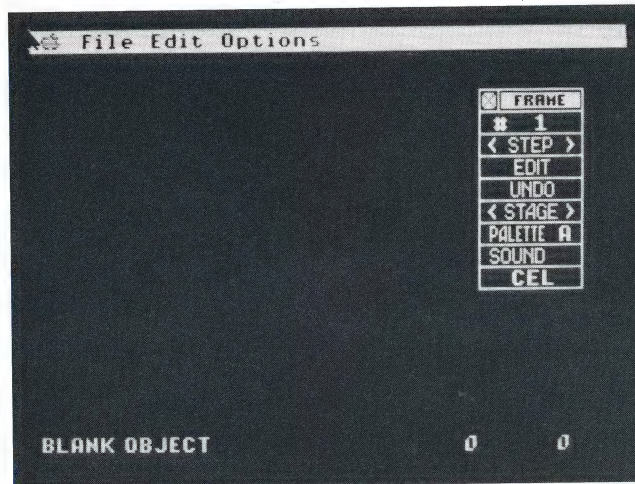 File Edit Options
FRAME
# 1
< STEP >
EDIT
UNDO
< STAGE >
PALETTE A
SOUND
CEL
BLANK OBJECT 0 0